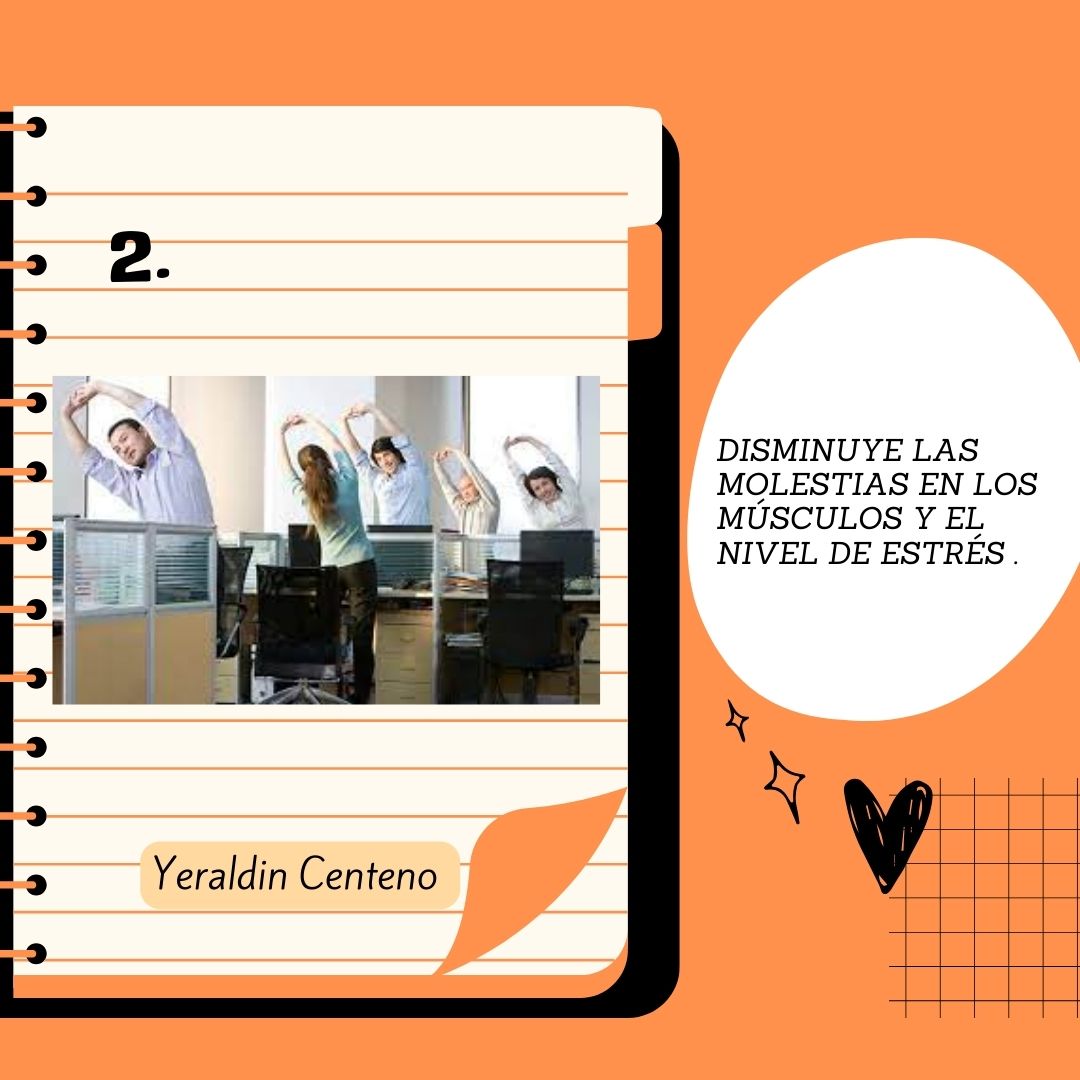 2.
DISMINUYE LAS
MOLESTIAS EN LOS
MÚSCULOS Y EL
NIVEL DE ESTRÉS .
Yeraldin Centeno